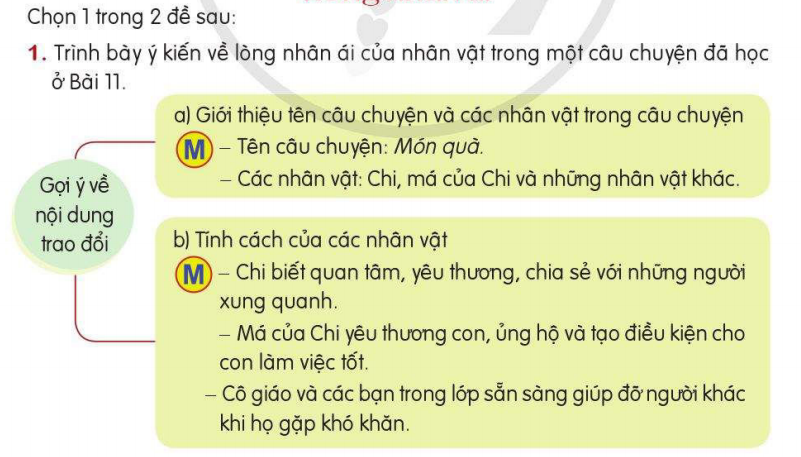 Chọn 1 trong 2 đề sau:
1. Trình bày ý kiến về lòng nhân ái của nhân vật trong một câu chuyện đã học
ở Bài 11.
a) Giới thiệu tên câu chuyện và các nhân vật trong câu chuyện
M – Tên câu chuyện: Món quà.
– Các nhân vật: Chi, má của Chi và những nhân vật khác.
Gợi ý về
nội dung
trao đổi
b) Tính cách của các nhân vật
M – Chi biết quan tâm, yêu thương, chia sẻ với những người
xung quanh.
– Má của Chi yêu thương con, ủng hộ và tạo điều kiện cho
con làm việc tốt.
– Cô giáo và các bạn trong lớp sẵn sàng giúp đỡ người khác
khi họ gặp khó khăn.